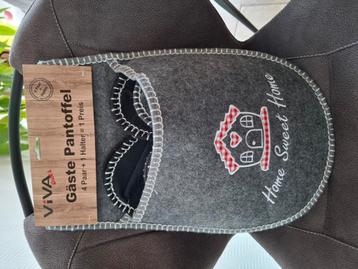 ViVA
Gäste Pantoffel
4 Paar + 1 Halter = 1 Preis
Home Sweet Home